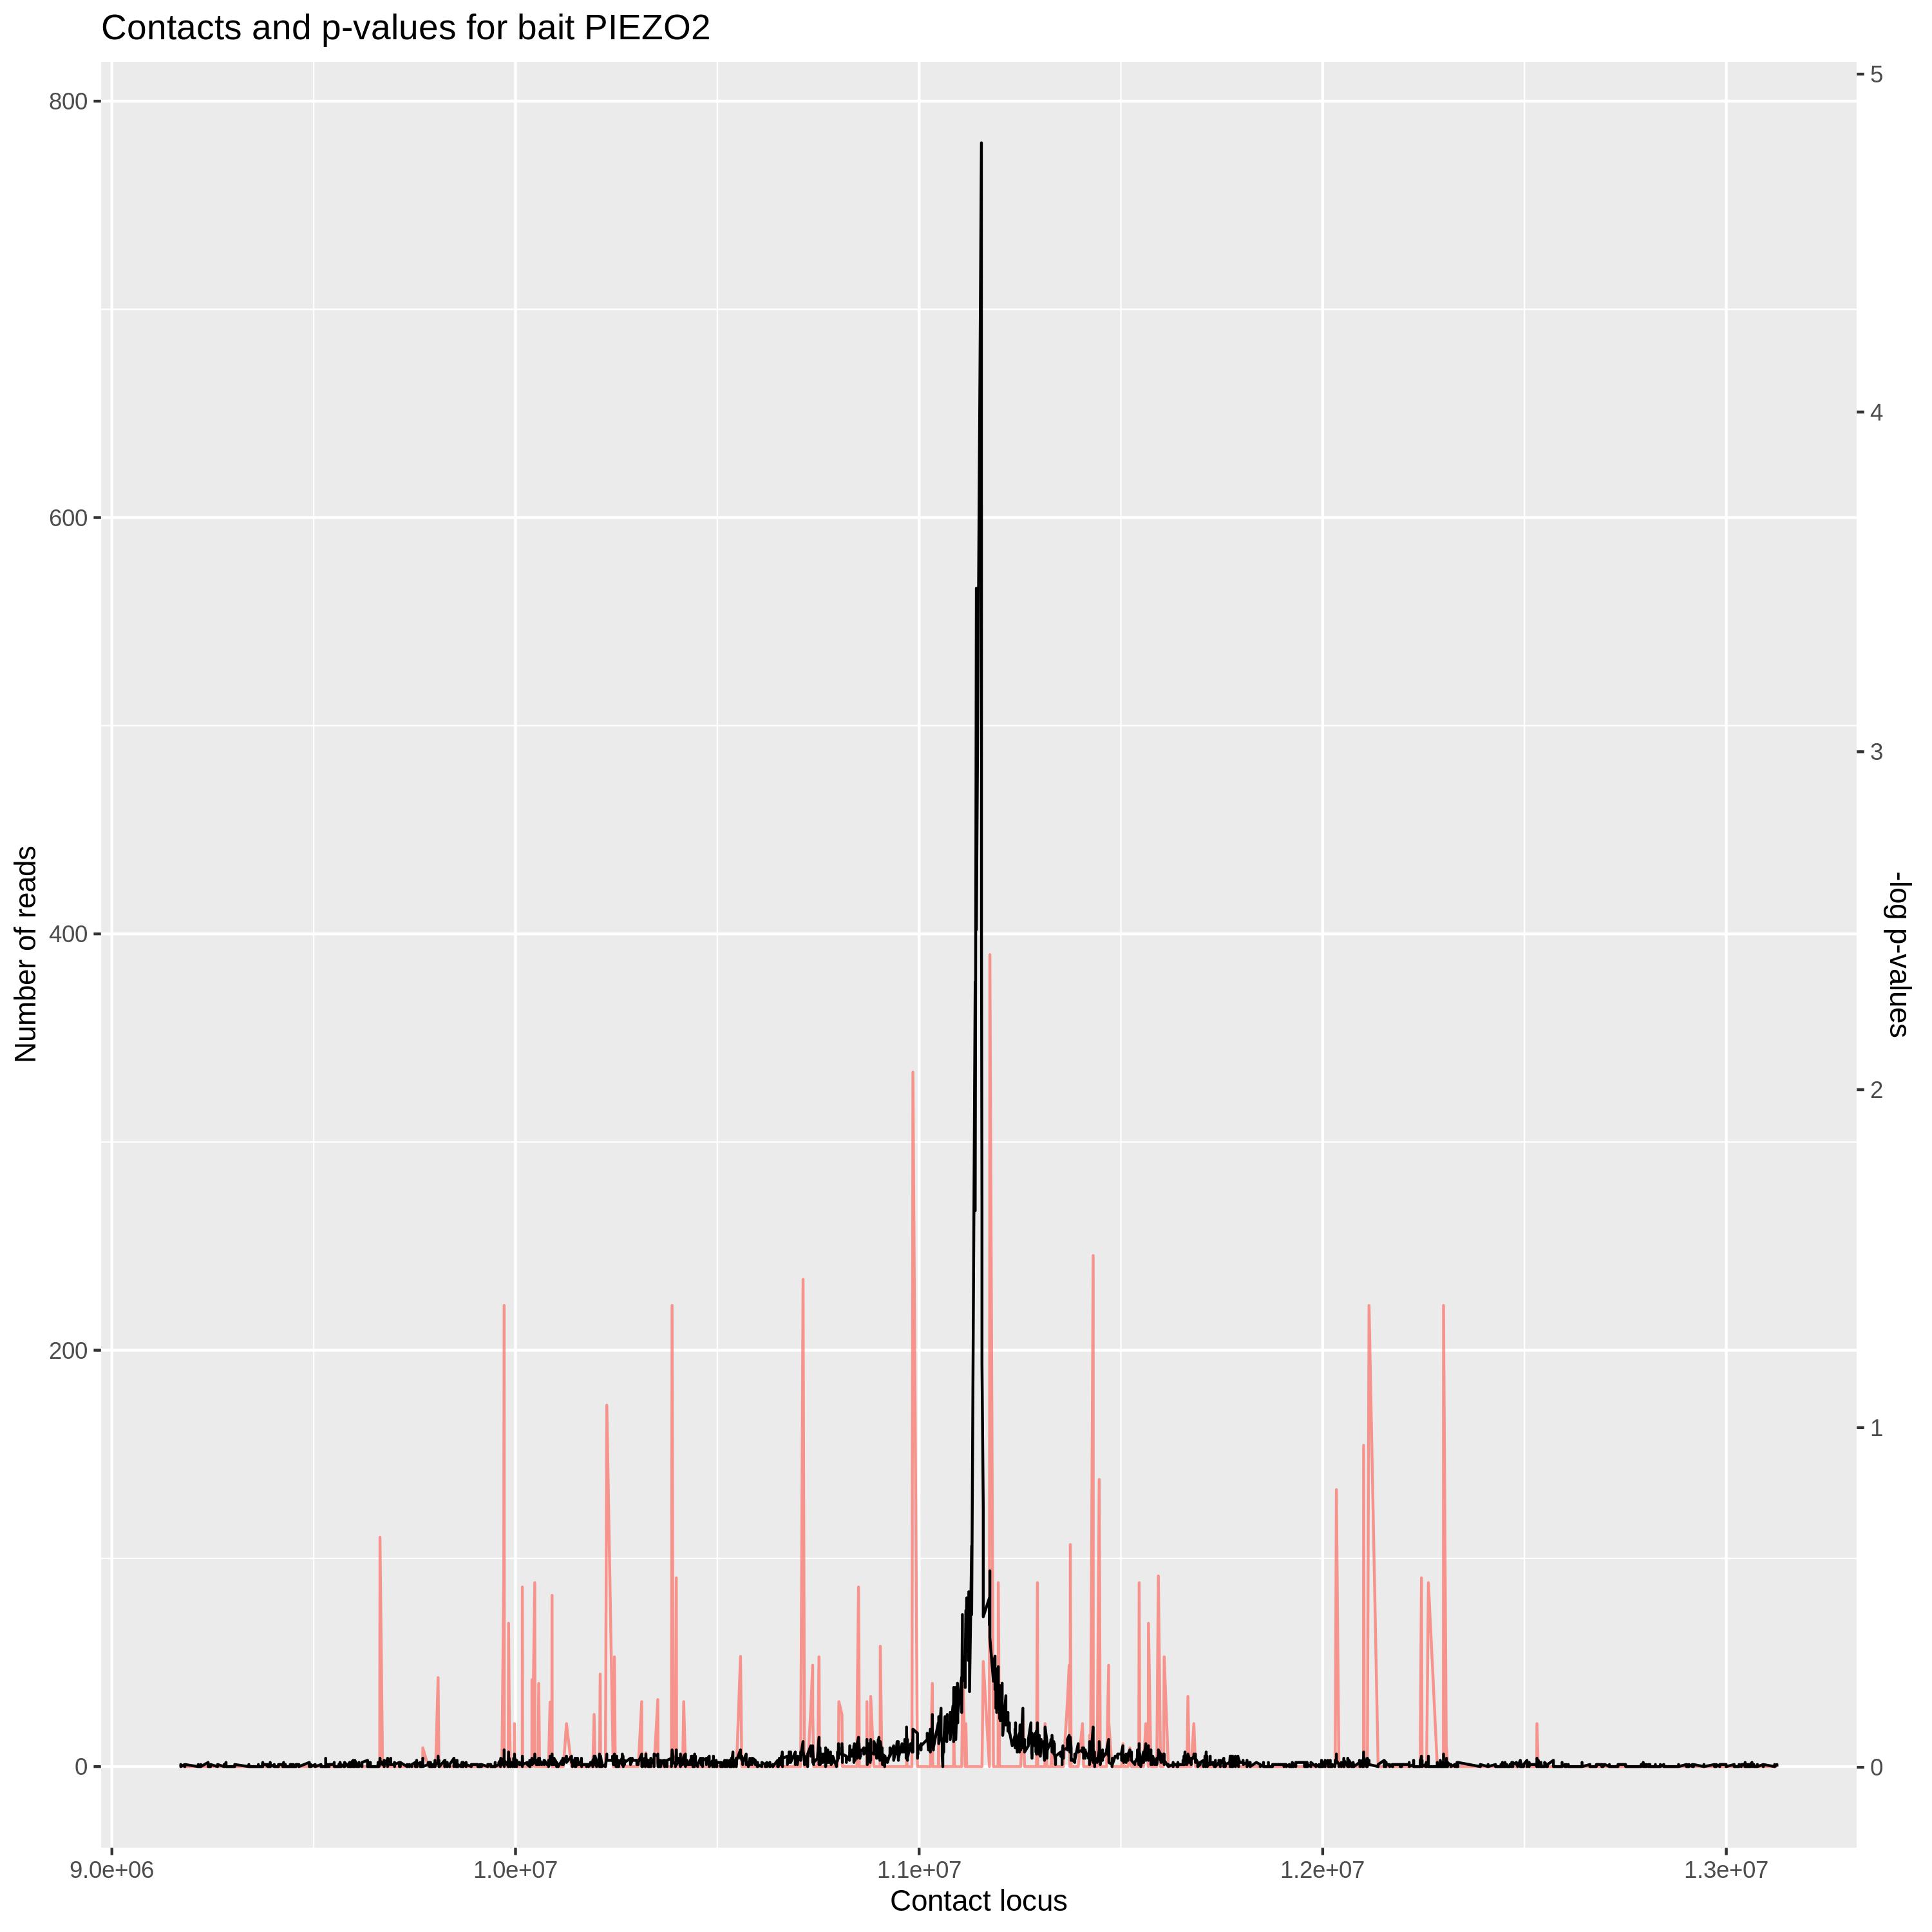 Contacts and p-values for bait PIEZO2
800
600
400
200
0
Number of reads
5
4
3
2
1
0
-log p-values
9.0e+06
1.0e+07
1.1e+07
1.2e+07
1.3e+07
Contact locus